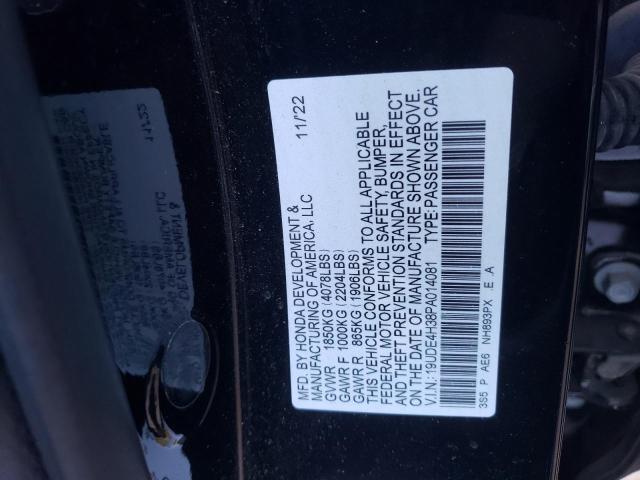 MFD. BY HONDA DEVELOPMENT &
MANUFACTURING OF AMERICA, LLC 11/22
GVWR 1850KG (4078LBS)
GAWR F 1000KG (2204LBS)
GAWR R 865KG (1906LBS)
THIS VEHICLE CONFORMS TO ALL APPLICABLE
FEDERAL MOTOR VEHICLE SAFETY, BUMPER,
AND THEFT PREVENTION STANDARDS IN EFFECT
ON THE DATE OF MANUFACTURE SHOWN ABOVE.
V.I.N.:19UDE4H38PA014081 TYPE:PASSENGER CAR
3S5 P AE6 NH893PX .E .A